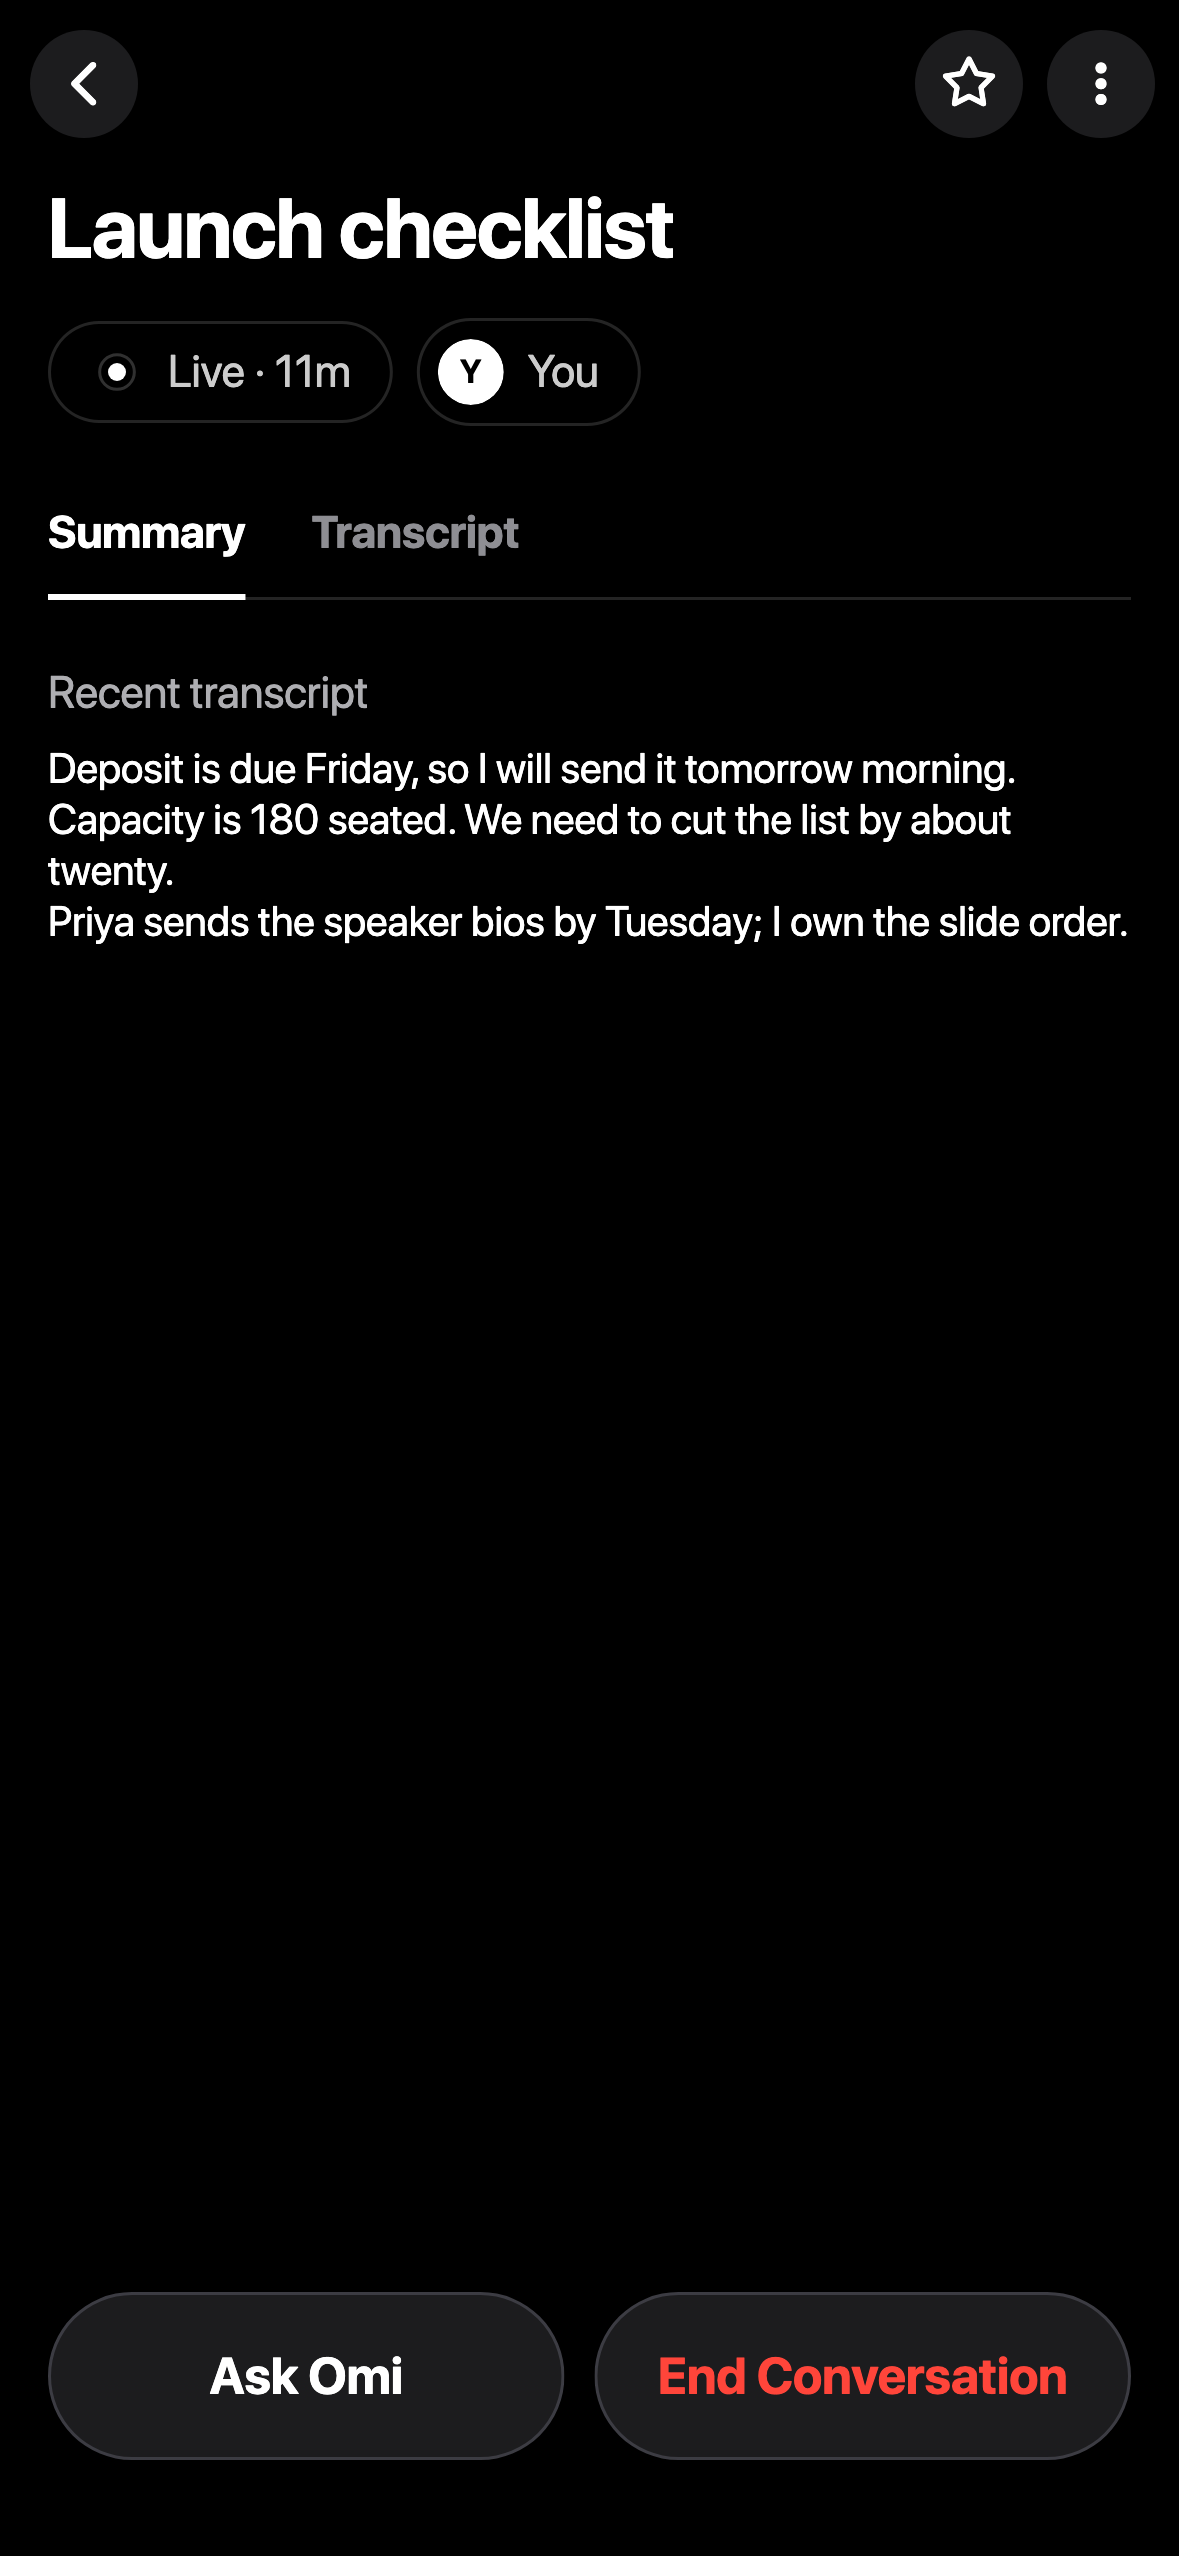 Launch checklist
Live · 11m
Y You
Summary Transcript
Recent transcript
Deposit is due Friday, so I will send it tomorrow morning.
Capacity is 180 seated. We need to cut the list by about
twenty.
Priya sends the speaker bios by Tuesday; I own the slide order.
Ask Omi End Conversation